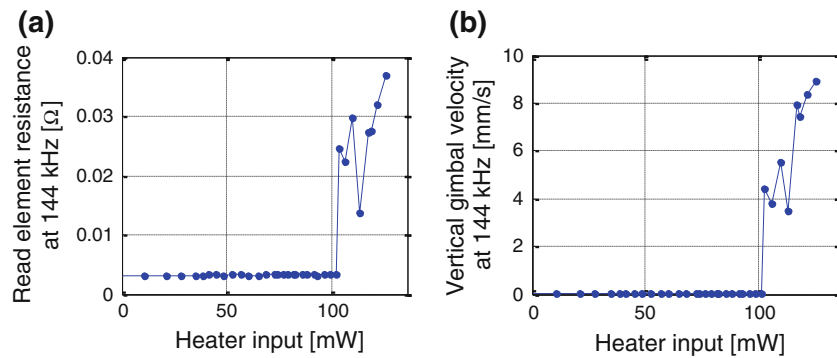 (a)
Read element resistance
at 144 kHz [Ω]
0.04
0.03
0.02
0.01
0
0
50
100
Heater input [mW]
(b)
Vertical gimbal velocity
at 144 kHz [mm/s]
10
8
6
4
2
0
0
50
100
Heater input [mW]